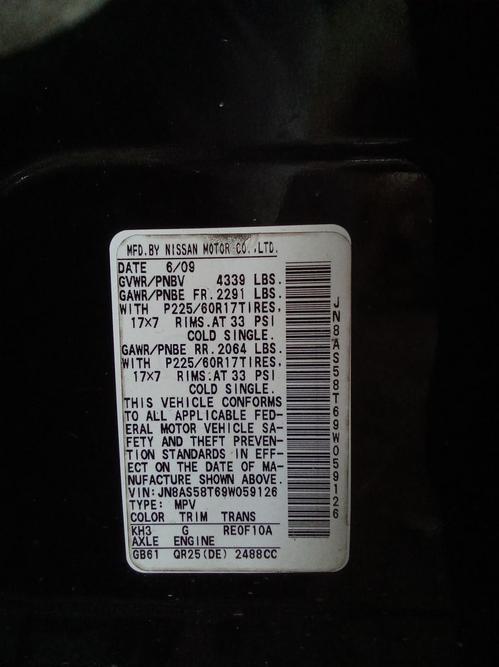 MFD.BY NISSAN MOTOR CO.,LTD.
DATE 6/09
GVWR/PNBV 4339 LBS.
GAWR/PNBE FR. 2291 LBS.
WITH P225/60R17TIRES,
17X7 RIMS.AT 33 PSI
COLD SINGLE.
GAWR/PNBE RR. 2064 LBS.
WITH P225/60R17TIRES,
17X7 RIMS.AT 33 PSI
COLD SINGLE.
THIS VEHICLE CONFORMS
TO ALL APPLICABLE FED-
ERAL MOTOR VEHICLE SA-
FETY AND THEFT PREVEN-
TION STANDARDS IN EFF-
ECT ON THE DATE OF MA-
NUFACTURE SHOWN ABOVE.
VIN:JN8AS58T69W059126
TYPE: MPV
COLOR TRIM TRANS
KH3 G RE0F10A
AXLE ENGINE
GB61 QR25(DE) 2488CC
JN8AS58T69W059126